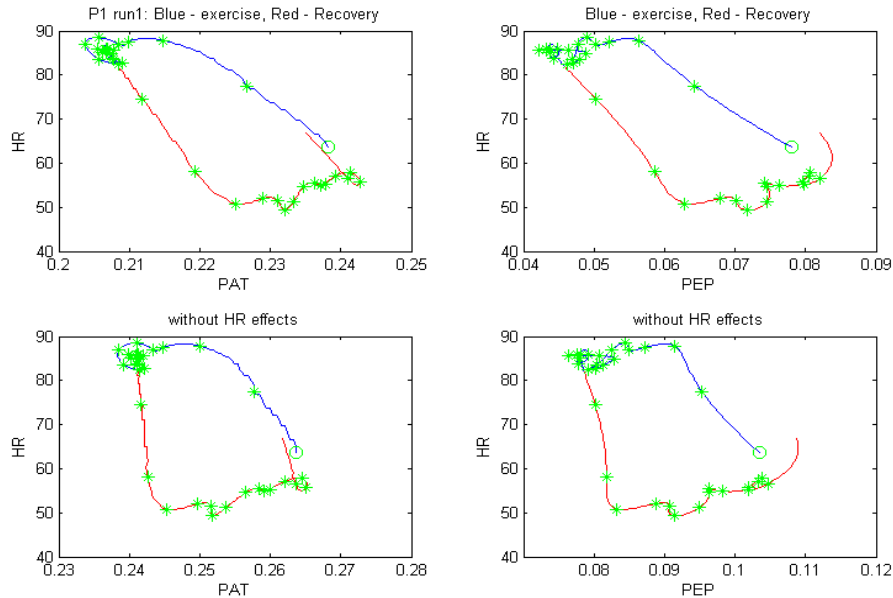 P1 run1: Blue - exercise, Red - Recovery
90
80
70
60
50
40
HR
0.2 0.21 0.22 0.23 0.24 0.25
PAT
Blue - exercise, Red - Recovery
90
80
70
60
50
40
HR
0.04 0.05 0.06 0.07 0.08 0.09
PEP
without HR effects
90
80
70
60
50
40
HR
0.23 0.24 0.25 0.26 0.27 0.28
PAT
without HR effects
90
80
70
60
50
40
HR
0.08 0.09 0.1 0.11 0.12
PEP